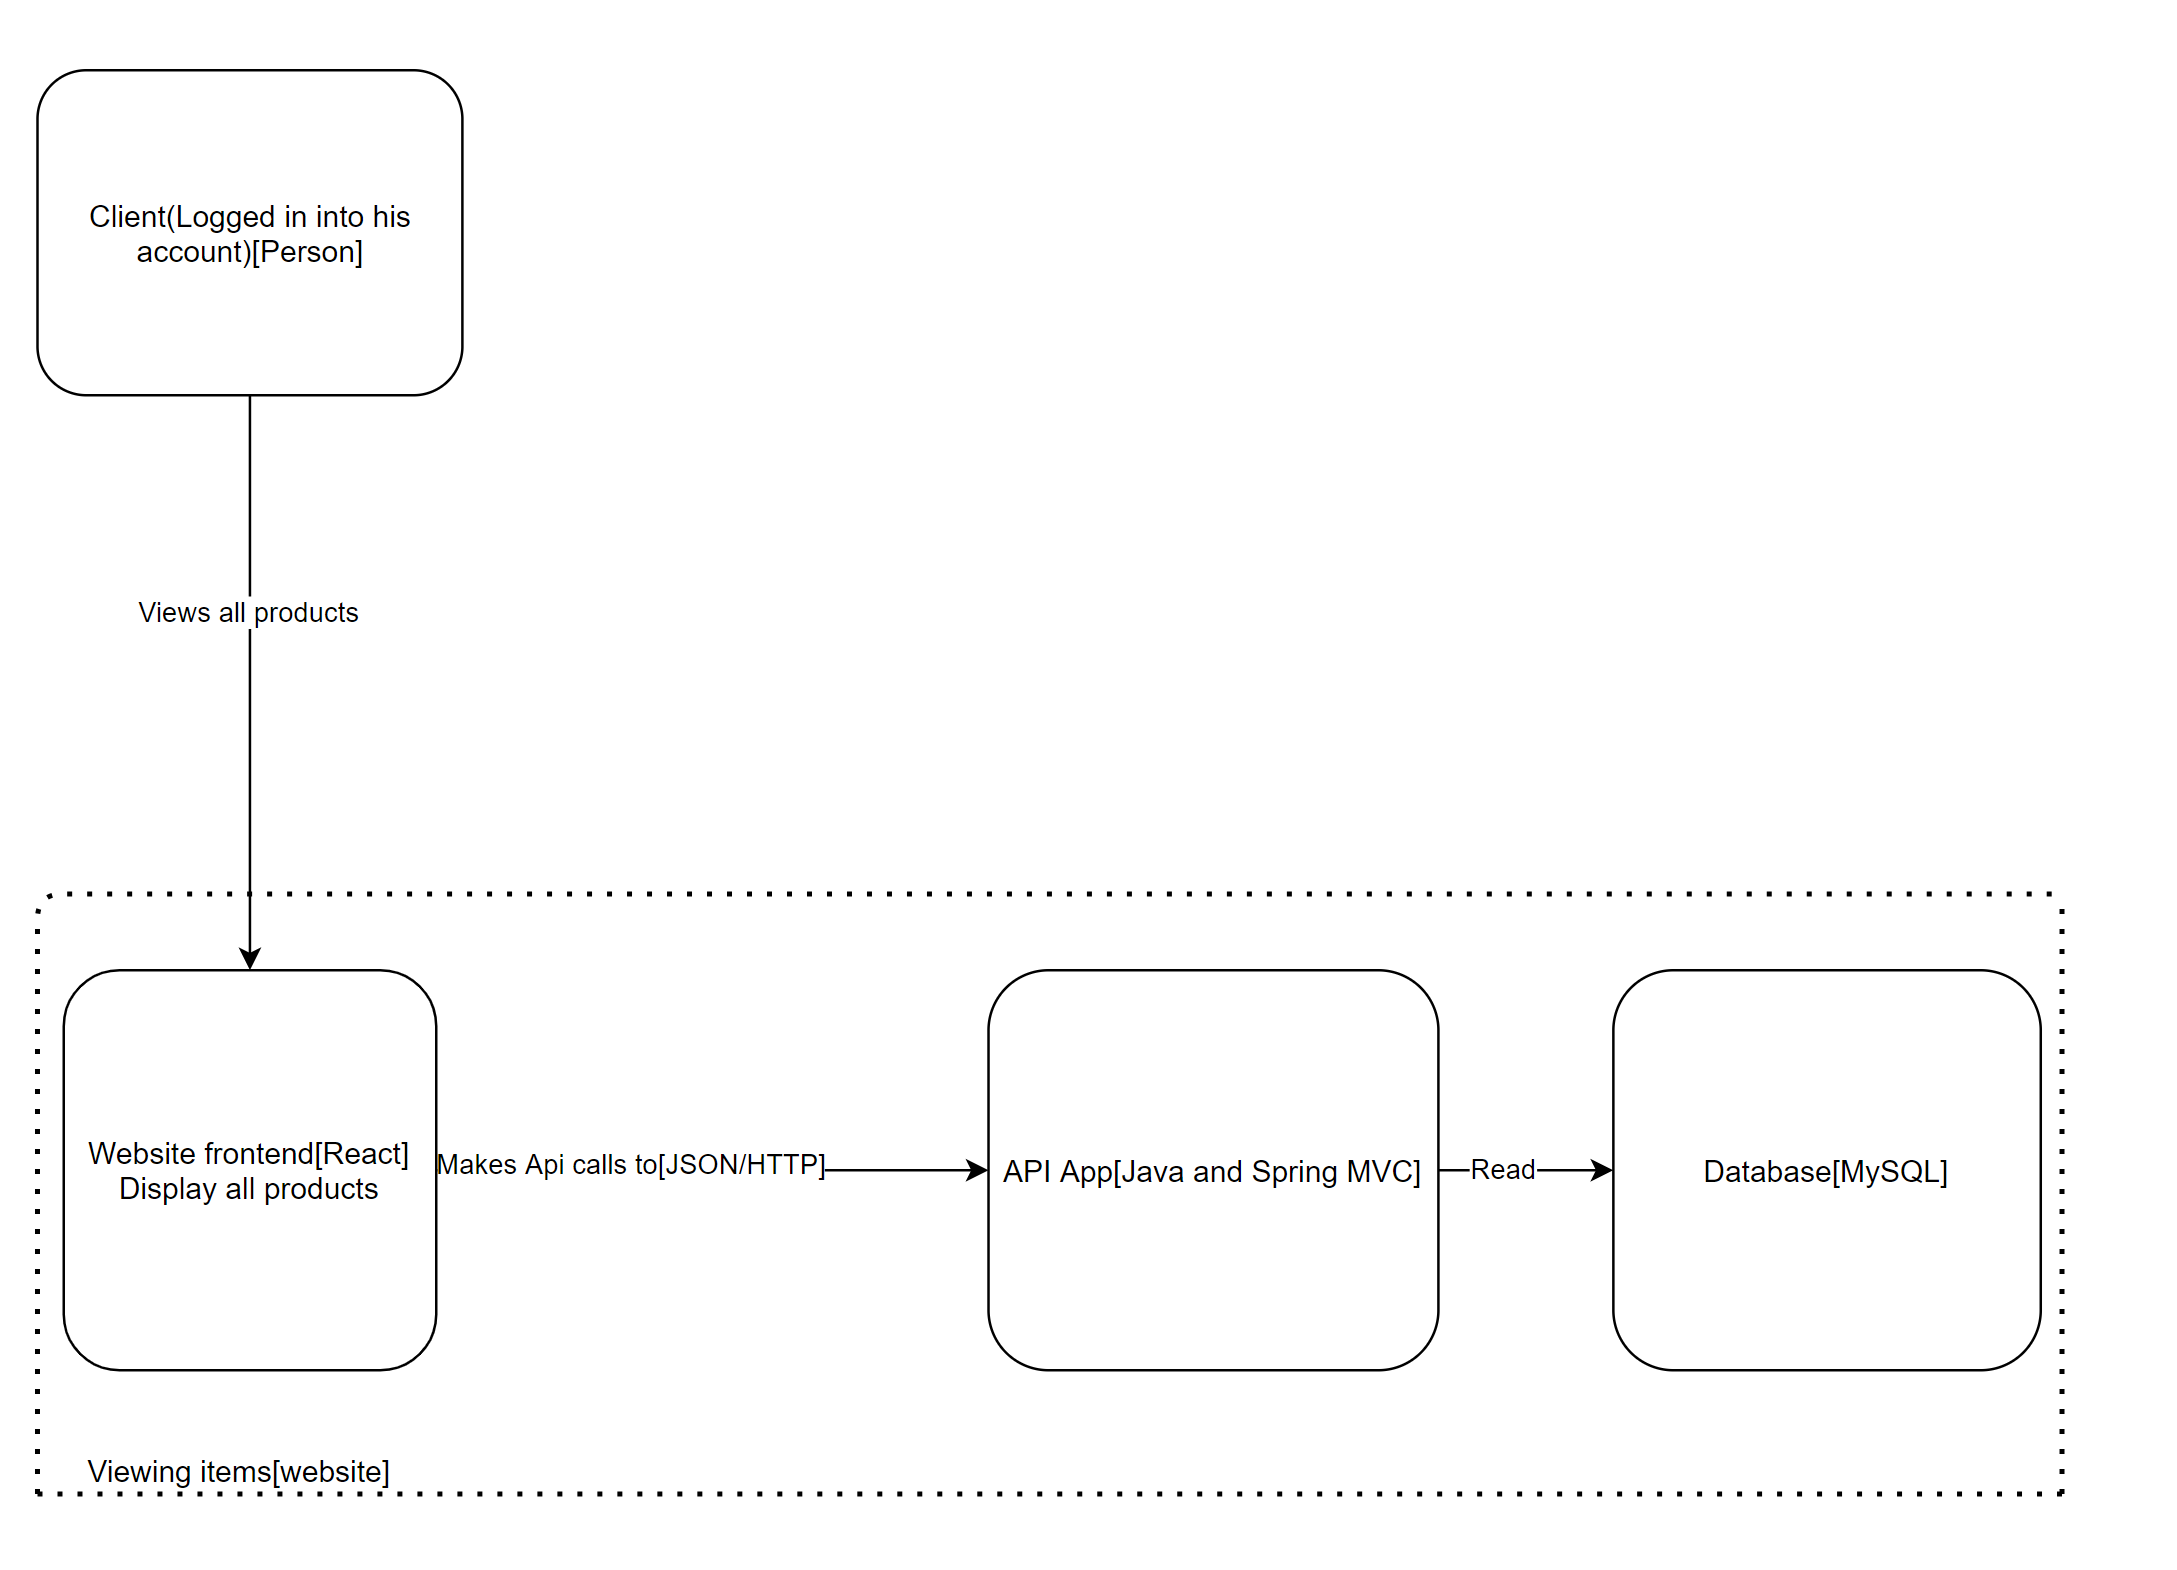 Client(Logged in into his
account)[Person]
Views all products
Website frontend[React]
Display all products
Makes Api calls to[JSON/HTTP]
API App[Java and Spring MVC]
Read
Database[MySQL]
Viewing items[website]